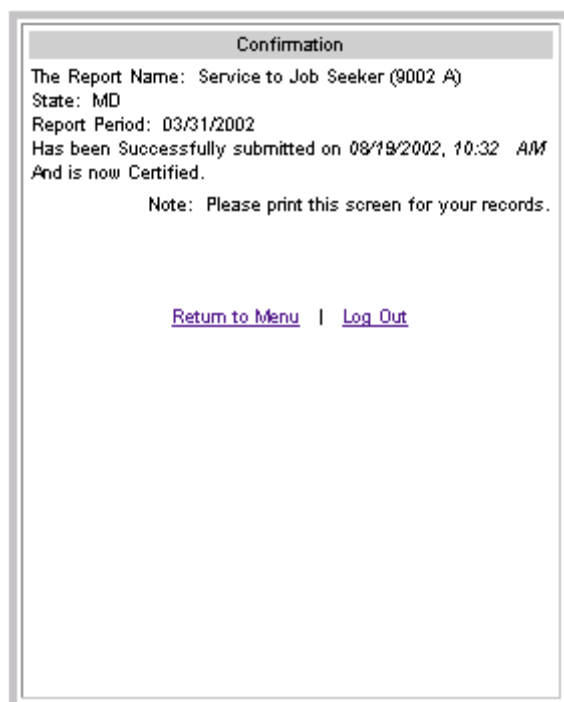 Confirmation
The Report Name: Service to Job Seeker (9002 A)
State: MD
Report Period: 03/31/2002
Has been Successfully submitted on 08/19/2002, 10:32 AM
And is now Certified.
Note: Please print this screen for your records.
Return to Menu | Log Out